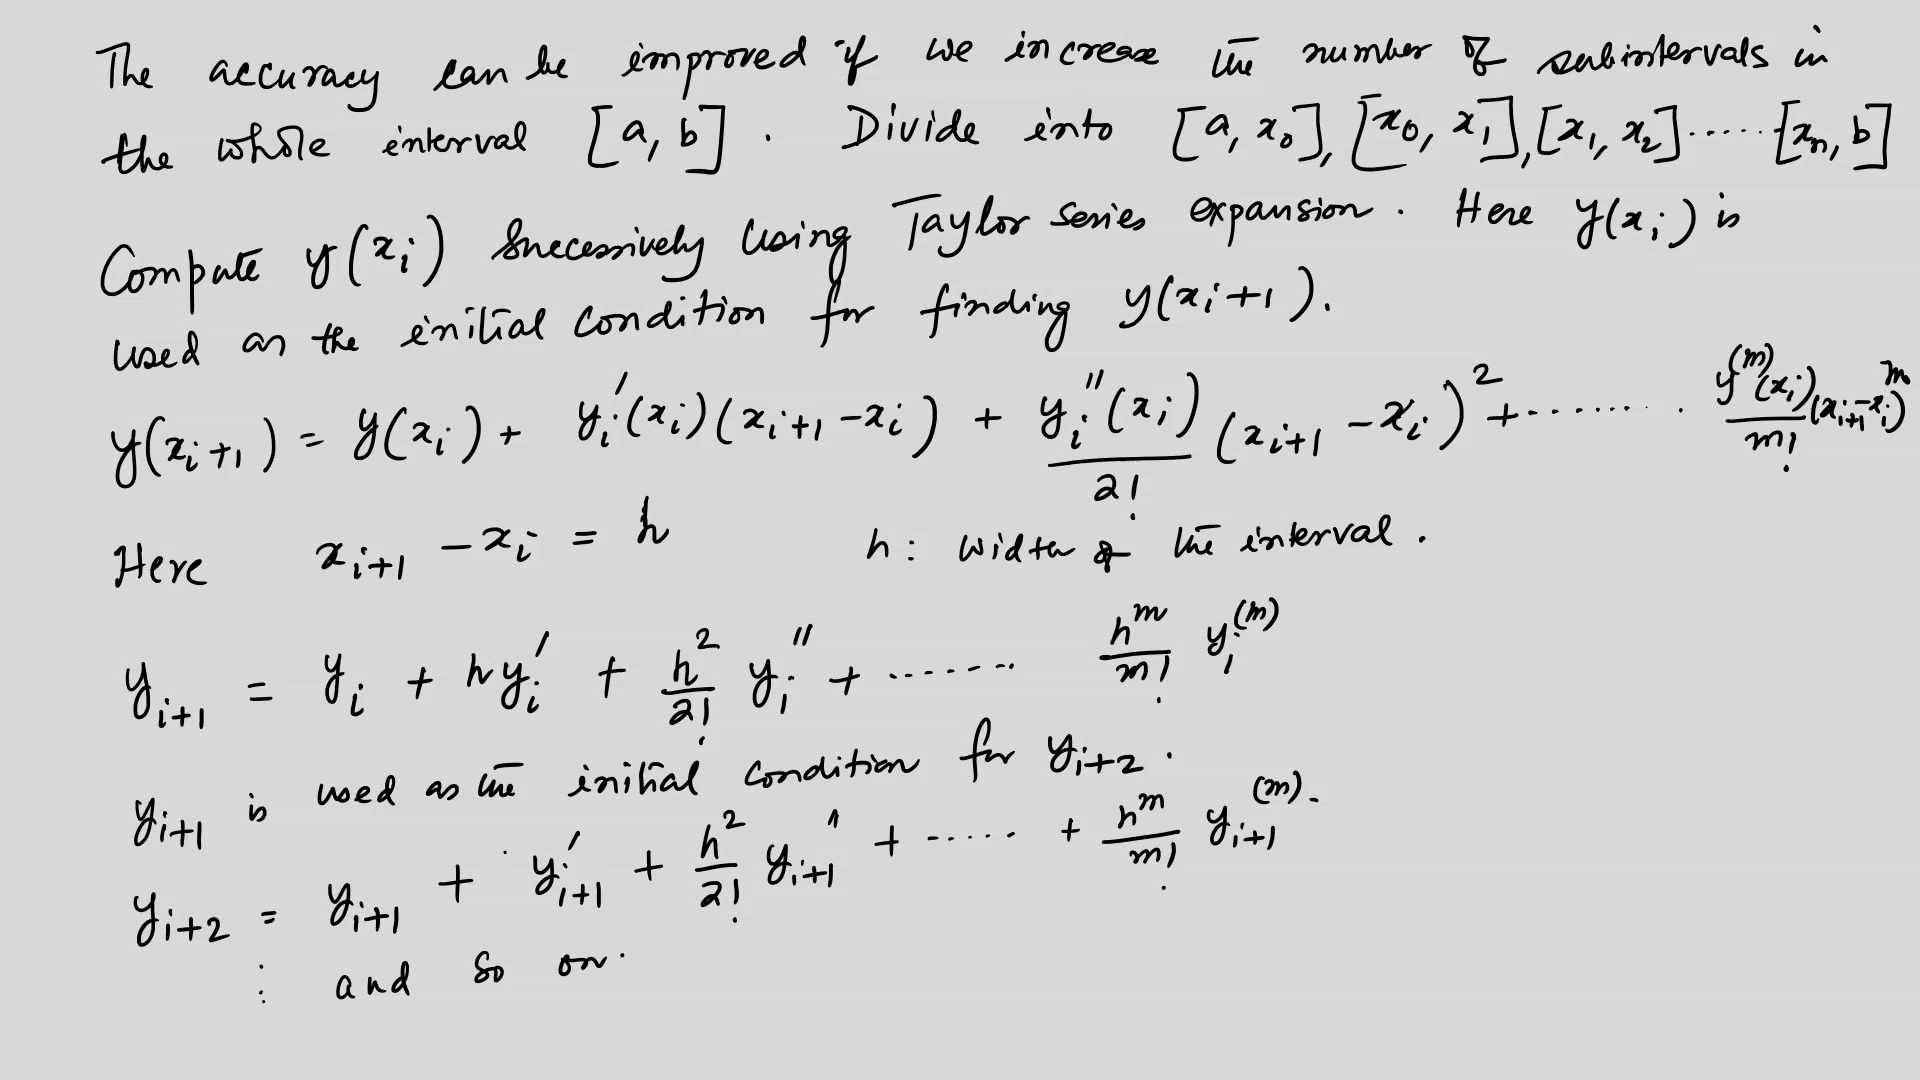 The accuracy can be improved if we increase the number of subintervals in
the whole interval [a, b] . Divide into [a, x₀], [x₀, x₁], [x₁, x₂] ...... [xₙ, b]
Compute y(xᵢ) Successively Using Taylor Series expansion. Here y(xᵢ) is
used as the initial condition for finding y(xᵢ+1).
y(xᵢ₊₁) = y(xᵢ) + yᵢ′(xᵢ)(xᵢ₊₁ - xᵢ) + yᵢ″(xᵢ)/2! (xᵢ₊₁ - xᵢ)² + ........ y⁽ᵐ⁾(xᵢ)/m! (xᵢ₊₁-xᵢ)ᵐ
Here xᵢ₊₁ - xᵢ = h h: width of the interval.
yᵢ₊₁ = yᵢ + hyᵢ′ + h²/2! yᵢ″ + ....... hᵐ/m! yᵢ⁽ᵐ⁾
yᵢ₊₁ is used as the initial condition for yᵢ₊₂.
yᵢ₊₂ = yᵢ₊₁ + y′ᵢ₊₁ + h²/2! y″ᵢ₊₁ + ...... + hᵐ/m! yᵢ₊₁⁽ᵐ⁾.
⋮ and so on.